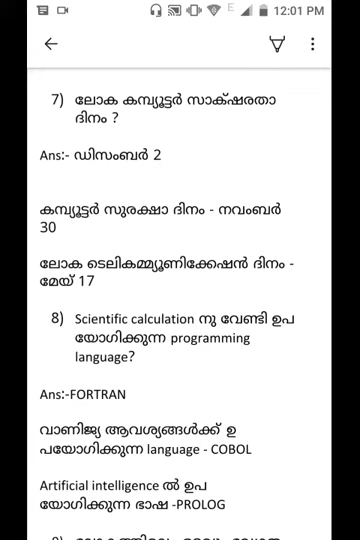 12:01 PM
7) ലോക കമ്പ്യൂട്ടർ സാക്ഷരതാ
ദിനം ?
Ans:- ഡിസംബർ 2
കമ്പ്യൂട്ടർ സുരക്ഷാ ദിനം - നവംബർ
30
ലോക ടെലികമ്മ്യൂണിക്കേഷൻ ദിനം -
മേയ് 17
8) Scientific calculation നു വേണ്ടി ഉപ
യോഗിക്കുന്ന programming
language?
Ans:-FORTRAN
വാണിജ്യ ആവശ്യങ്ങൾക്ക് ഉ
പയോഗിക്കുന്ന language - COBOL
Artificial intelligence ൽ ഉപ
യോഗിക്കുന്ന ഭാഷ -PROLOG